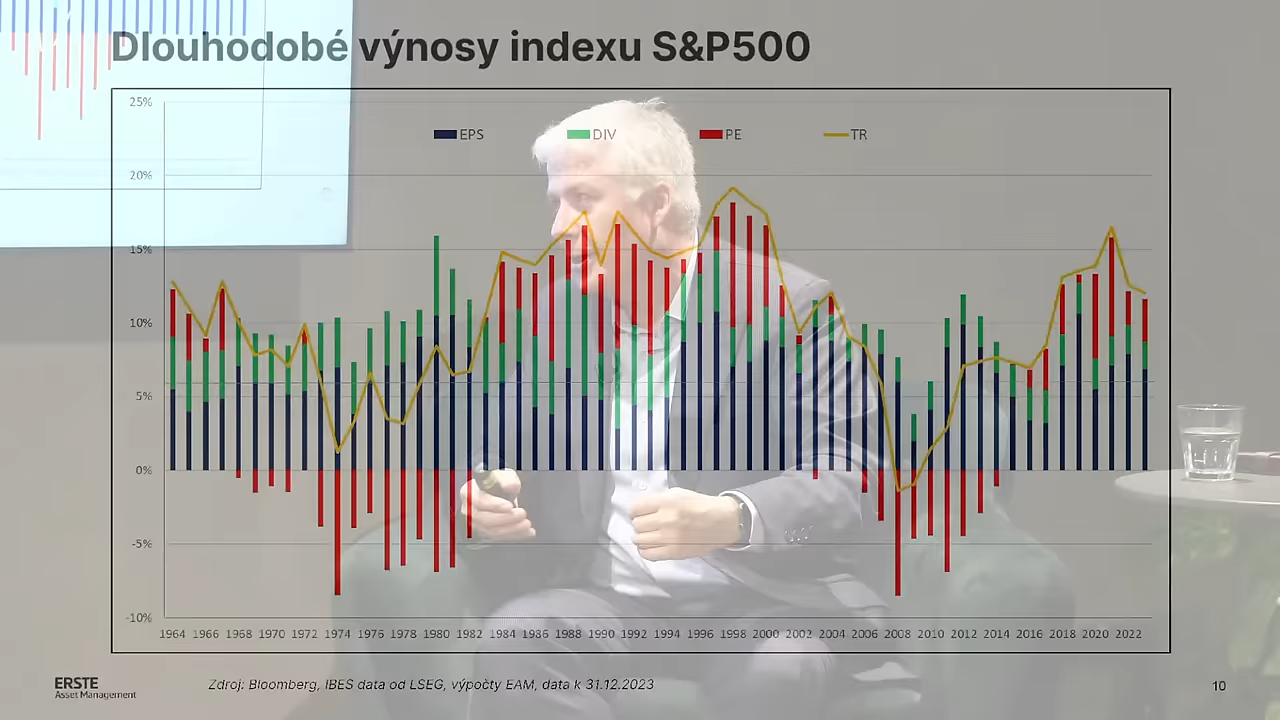 Dlouhodobé výnosy indexu S&P500
25%
EPS DIV PE TR
20%
15%
10%
5%
0%
-5%
-10%
1964 1966 1968 1970 1972 1974 1976 1978 1980 1982 1984 1986 1988 1990 1992 1994 1996 1998 2000 2002 2004 2006 2008 2010 2012 2014 2016 2018 2020 2022
ERSTE
Asset Management
Zdroj: Bloomberg, IBES data od LSEG, výpočty EAM, data k 31.12.2023
10